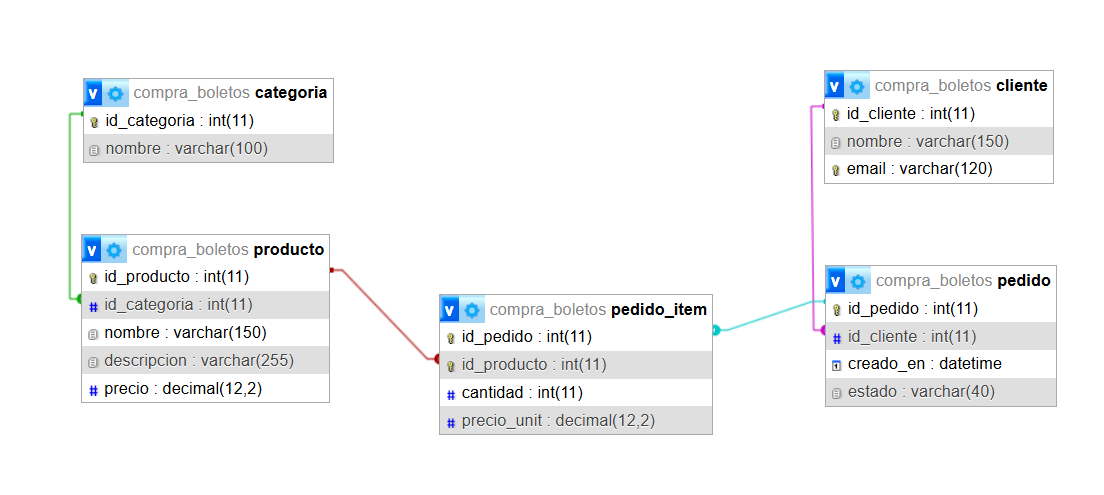 v compra_boletos categoria
id_categoria : int(11)
nombre : varchar(100)
v compra_boletos cliente
id_cliente : int(11)
nombre : varchar(150)
email : varchar(120)
v compra_boletos producto
id_producto : int(11)
# id_categoria : int(11)
nombre : varchar(150)
descripcion : varchar(255)
# precio : decimal(12,2)
v compra_boletos pedido_item
id_pedido : int(11)
id_producto : int(11)
# cantidad : int(11)
# precio_unit : decimal(12,2)
v compra_boletos pedido
id_pedido : int(11)
# id_cliente : int(11)
creado_en : datetime
estado : varchar(40)